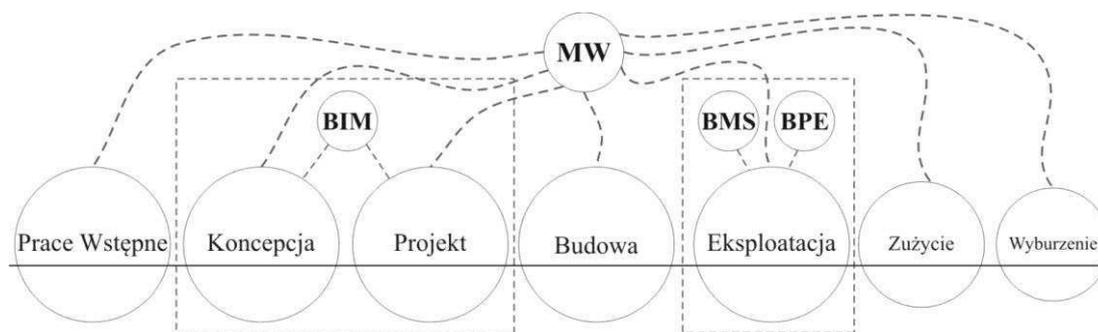 MW
BIM
BMS
BPE
Prace Wstępne
Koncepcja
Projekt
Budowa
Eksploatacja
Zużycie
Wyburzenie